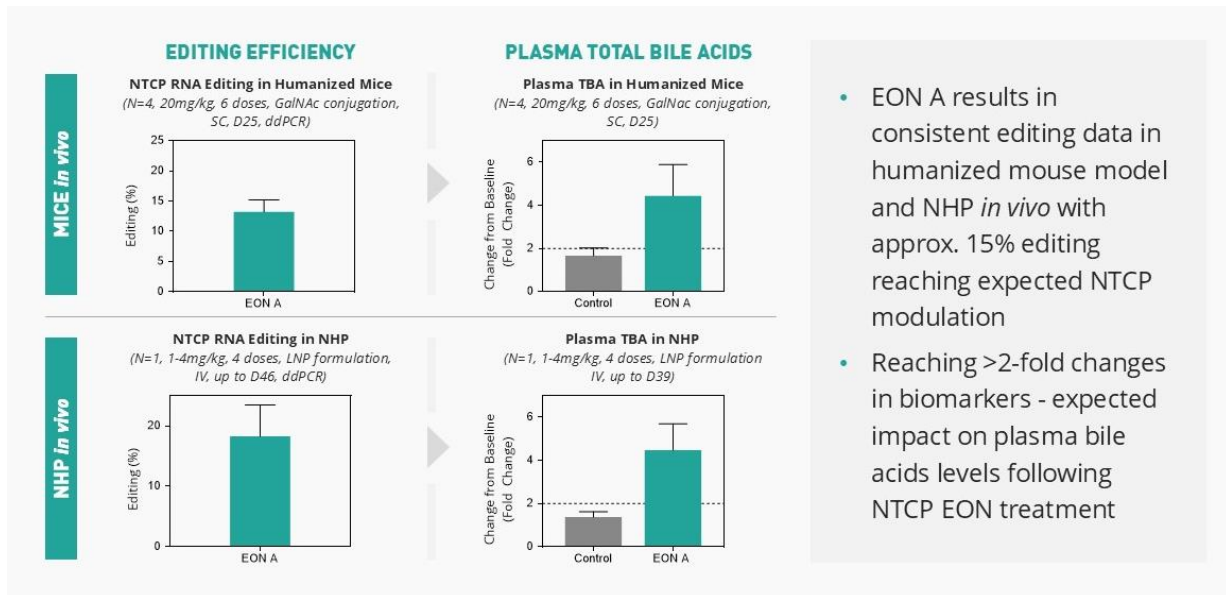 EDITING EFFICIENCY
PLASMA TOTAL BILE ACIDS
MICE in vivo
NTCP RNA Editing in Humanized Mice
(N=4, 20mg/kg, 6 doses, GalNAc conjugation,
SC, D25, ddPCR)
25
20
15
10
5
0
Editing (%)
EON A
Plasma TBA in Humanized Mice
(N=4, 20mg/kg, 6 doses, GalNac conjugation,
SC, D25)
6
4
2
0
Change from Baseline
(Fold Change)
Control
EON A
NHP in vivo
NTCP RNA Editing in NHP
(N=1, 1-4mg/kg, 4 doses, LNP formulation,
IV, up to D46, ddPCR)
20
10
0
Editing (%)
EON A
Plasma TBA in NHP
(N=1, 1-4mg/kg, 4 doses, LNP formulation
IV, up to D39)
6
4
2
0
Change from Baseline
(Fold Change)
Control
EON A
• EON A results in
consistent editing data in
humanized mouse model
and NHP in vivo with
approx. 15% editing
reaching expected NTCP
modulation
• Reaching >2-fold changes
in biomarkers - expected
impact on plasma bile
acids levels following
NTCP EON treatment